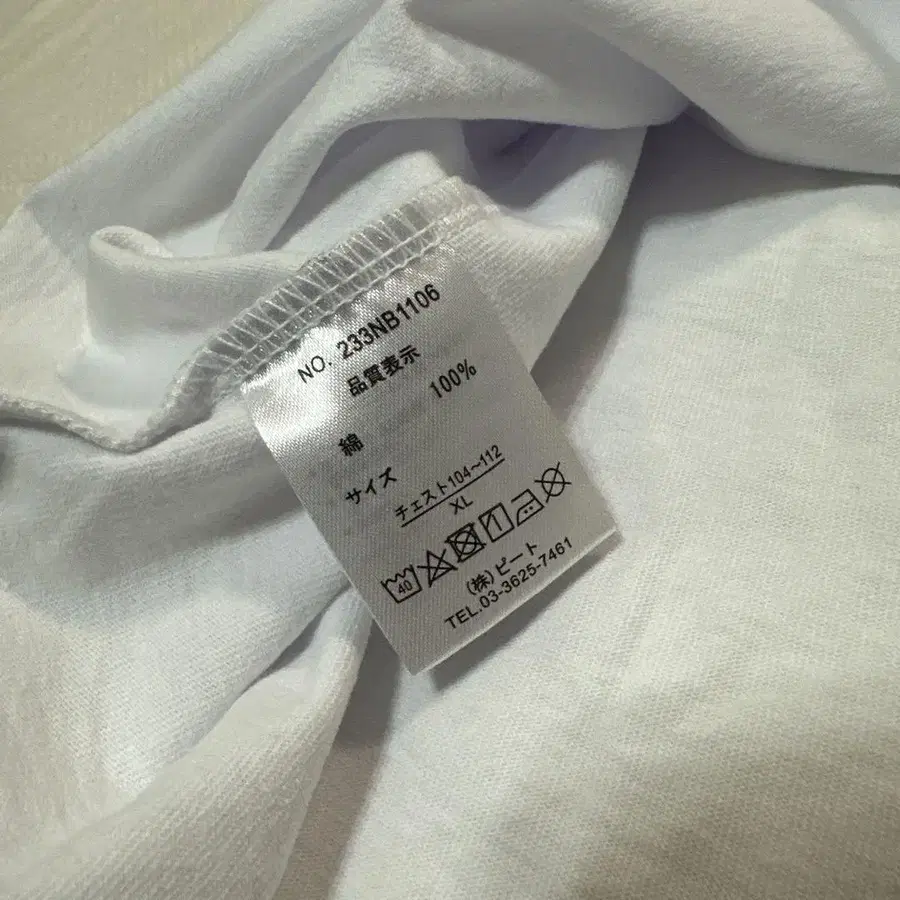 NO. 233NB1106
品質表示
綿 100%
サイズ
チェスト104～112
XL
40
(株)ビート
TEL.03-3625-7461